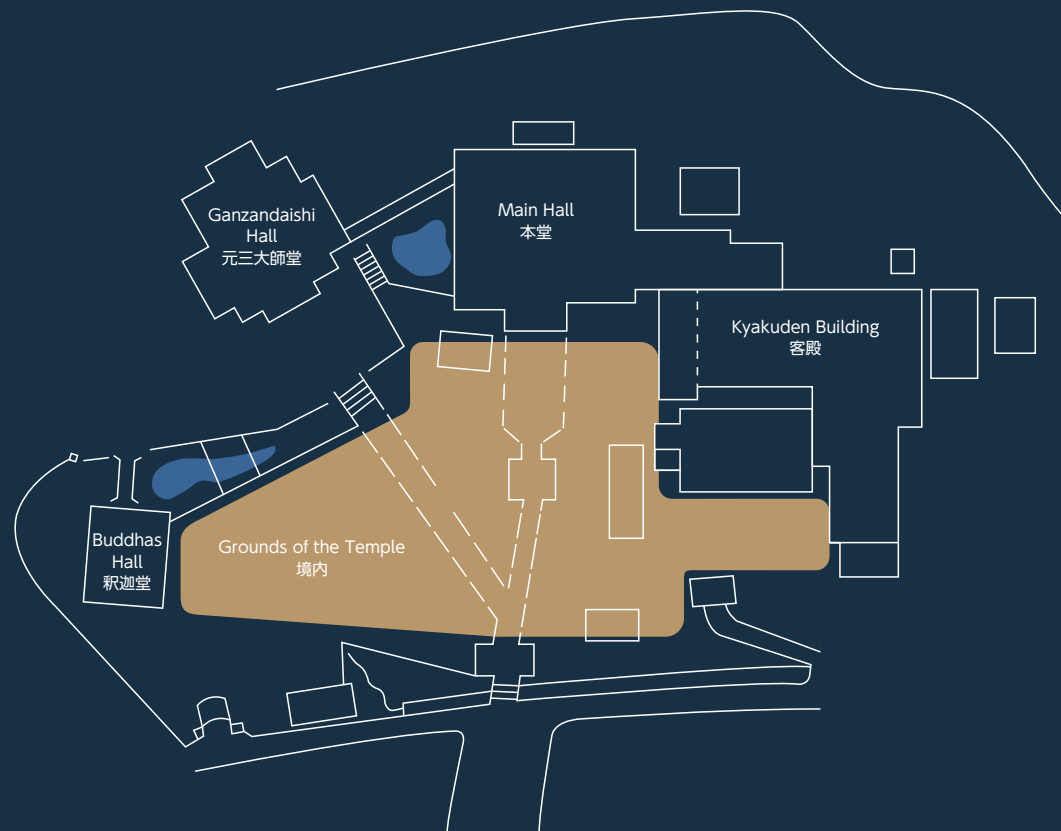 Ganzandaishi
Hall
元三大師堂
Main Hall
本堂
Kyakuden Building
客殿
Buddhas
Hall
釈迦堂
Grounds of the Temple
境内